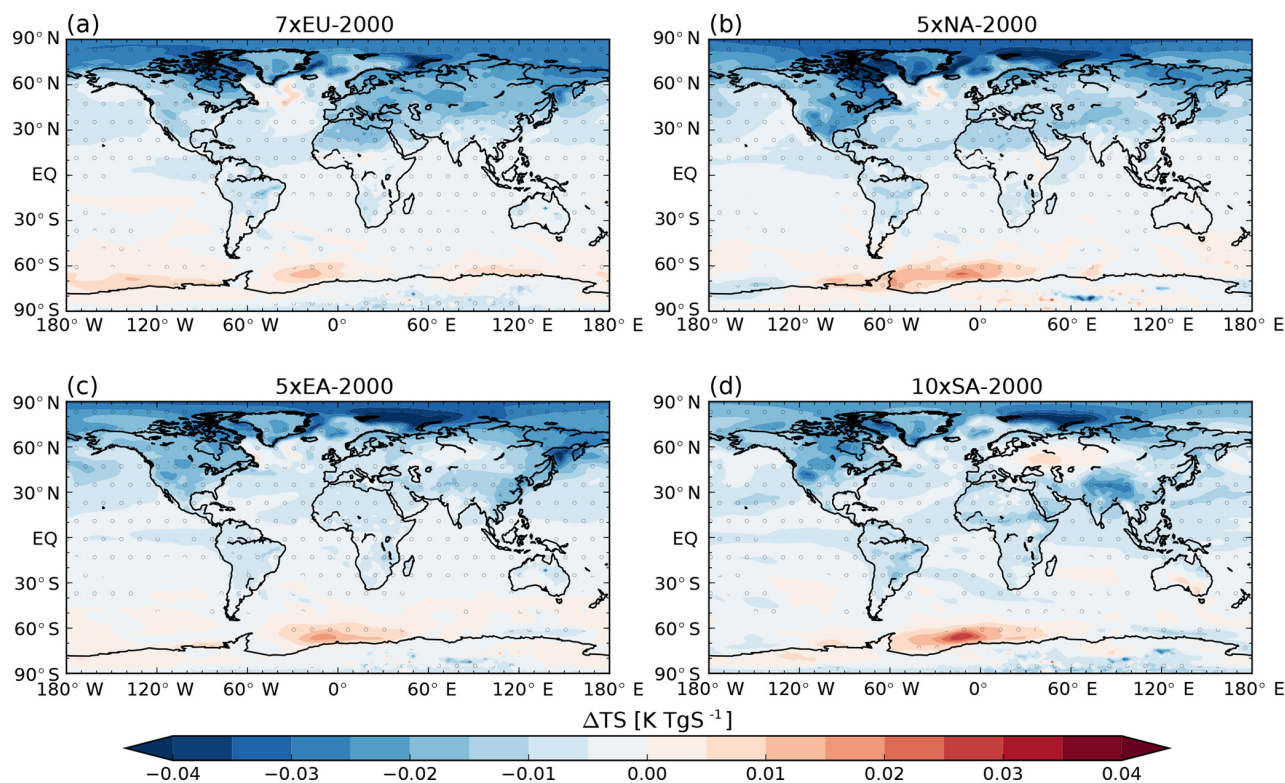 (a) 7xEU-2000
90° N
60° N
30° N
EQ
30° S
60° S
90° S
180° W 120° W 60° W 0° 60° E 120° E 180° E
(b) 5xNA-2000
90° N
60° N
30° N
EQ
30° S
60° S
90° S
180° W 120° W 60° W 0° 60° E 120° E 180° E
(c) 5xEA-2000
90° N
60° N
30° N
EQ
30° S
60° S
90° S
180° W 120° W 60° W 0° 60° E 120° E 180° E
(d) 10xSA-2000
90° N
60° N
30° N
EQ
30° S
60° S
90° S
180° W 120° W 60° W 0° 60° E 120° E 180° E
ΔTS [K TgS⁻¹]
−0.04 −0.03 −0.02 −0.01 0.00 0.01 0.02 0.03 0.04